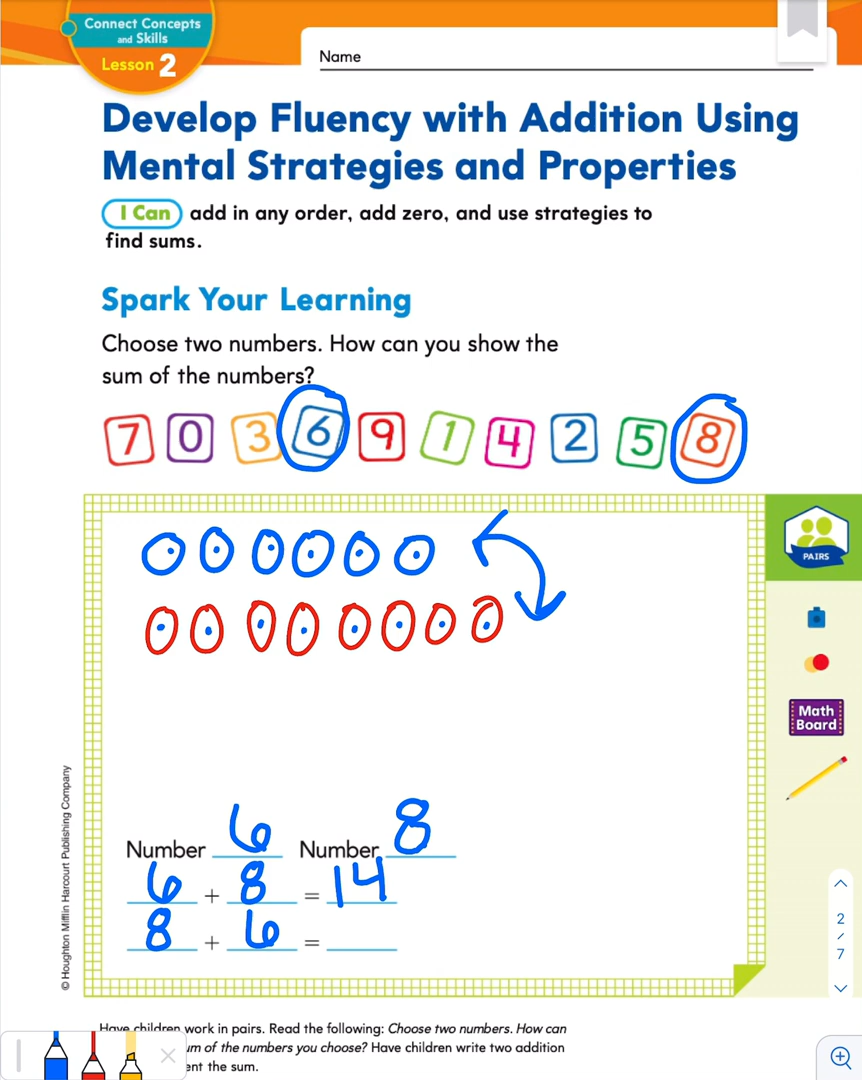 Connect Concepts
and Skills
Lesson 2
Name
Develop Fluency with Addition Using
Mental Strategies and Properties
I Can add in any order, add zero, and use strategies to
find sums.
Spark Your Learning
Choose two numbers. How can you show the
sum of the numbers?
7 0 3 6 9 1 4 2 5 8
PAIRS
Math
Board
Number 6 Number 8
6 + 8 = 14
8 + 6 =
© Houghton Mifflin Harcourt Publishing Company
2
/
7
Have children work in pairs. Read the following: Choose two numbers. How can
um of the numbers you choose? Have children write two addition
ent the sum.